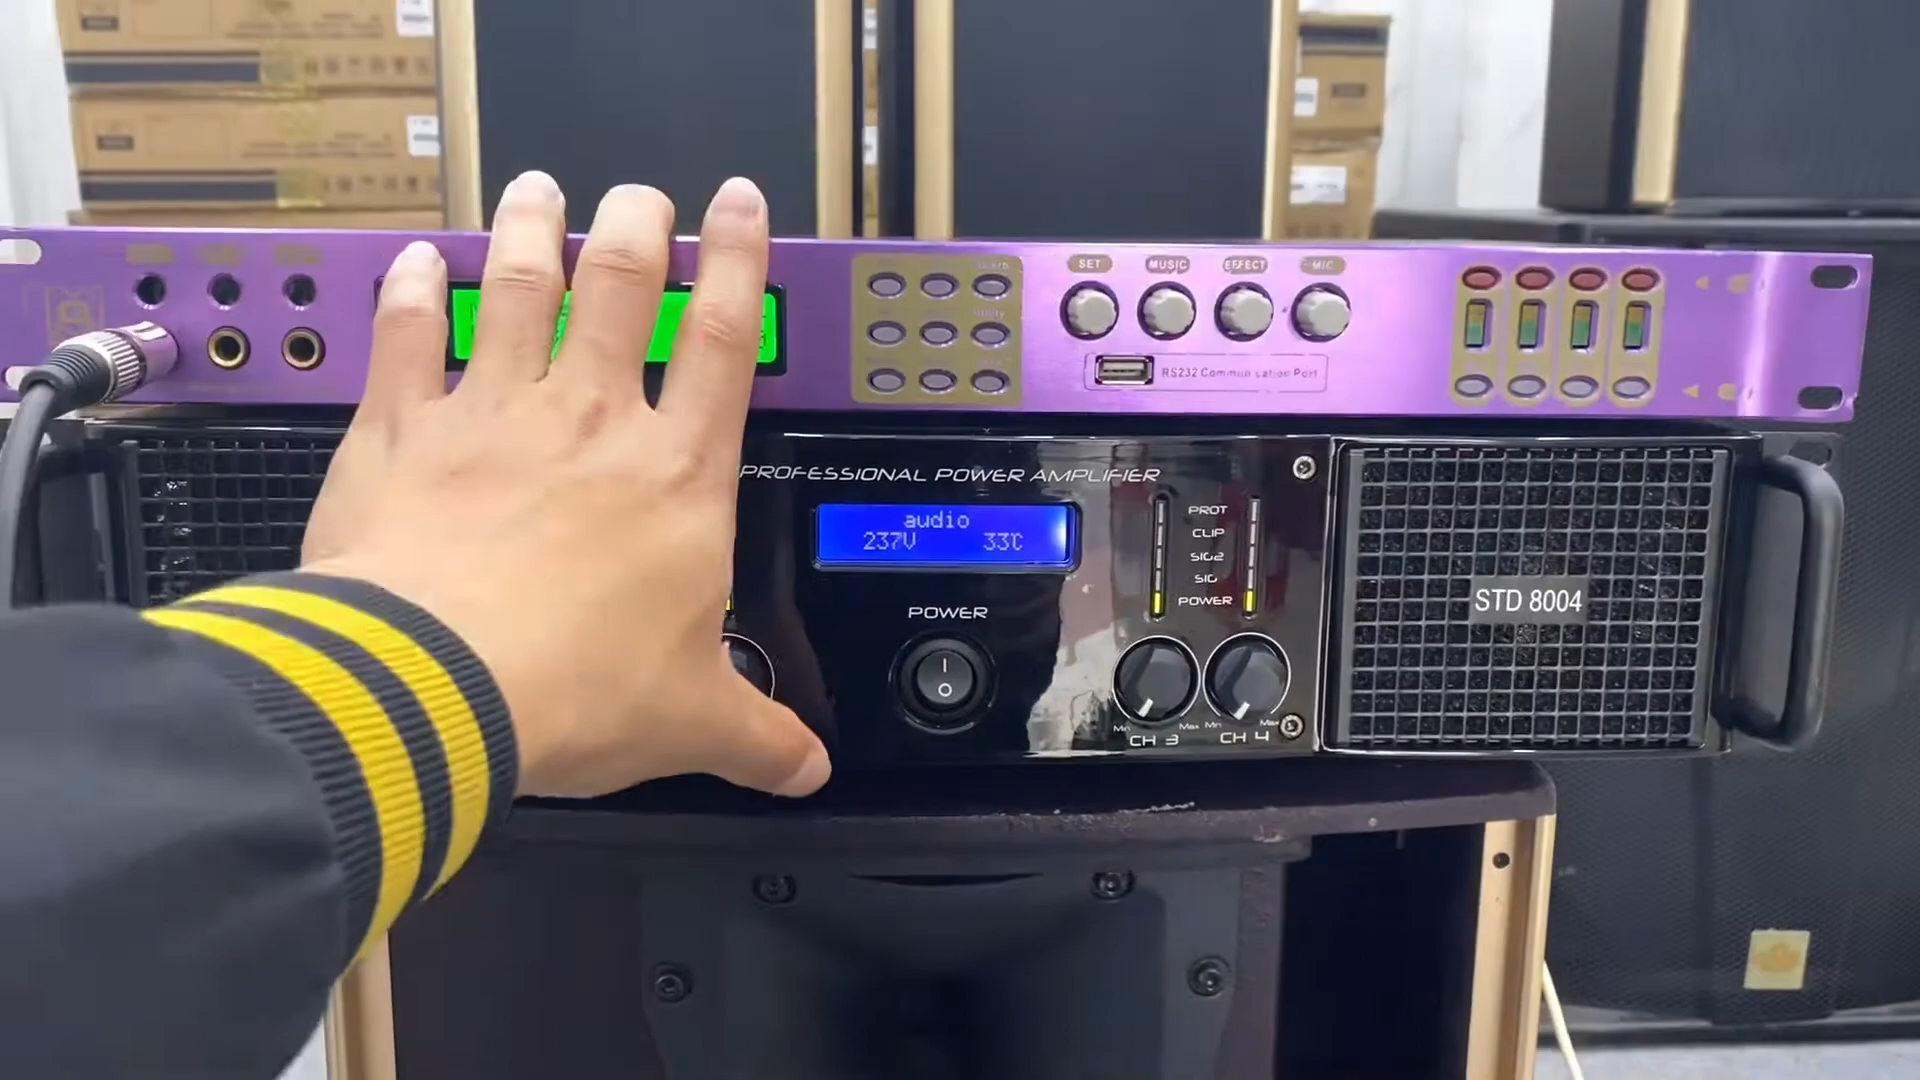 SET
MUSIC
EFFECT
MIC
RS232 Communication Port
PROFESSIONAL POWER AMPLIFIER
audio
237V 33C
PROT
CLIP
SIG2
SIG
POWER
POWER
I
O
Min Max Min Max
CH 3 CH 4
STD 8004